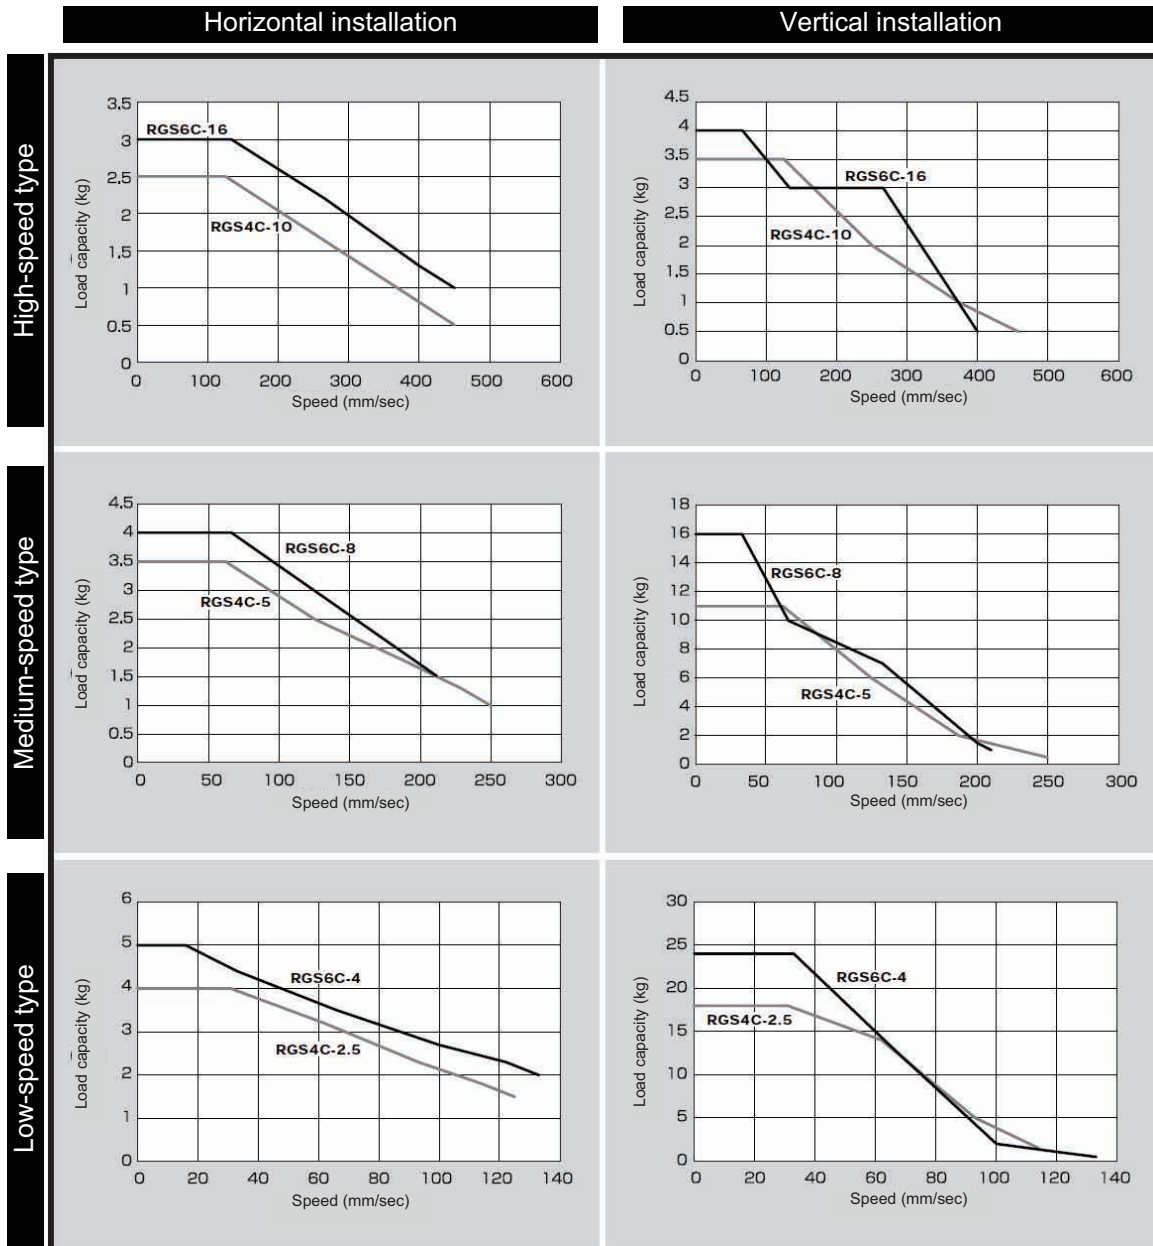 Horizontal installation
Vertical installation
High-speed type
3.5
3
2.5
2
1.5
1
0.5
0
Load capacity (kg)
RGS6C-16
RGS4C-10
0 100 200 300 400 500 600
Speed (mm/sec)
4.5
4
3.5
3
2.5
2
1.5
1
0.5
0
Load capacity (kg)
RGS6C-16
RGS4C-10
0 100 200 300 400 500 600
Speed (mm/sec)
Medium-speed type
4.5
4
3.5
3
2.5
2
1.5
1
0.5
0
Load capacity (kg)
RGS6C-8
RGS4C-5
0 50 100 150 200 250 300
Speed (mm/sec)
18
16
14
12
10
8
6
4
2
0
Load capacity (kg)
RGS6C-8
RGS4C-5
0 50 100 150 200 250 300
Speed (mm/sec)
Low-speed type
6
5
4
3
2
1
0
Load capacity (kg)
RGS6C-4
RGS4C-2.5
0 20 40 60 80 100 120 140
Speed (mm/sec)
30
25
20
15
10
5
0
Load capacity (kg)
RGS6C-4
RGS4C-2.5
0 20 40 60 80 100 120 140
Speed (mm/sec)